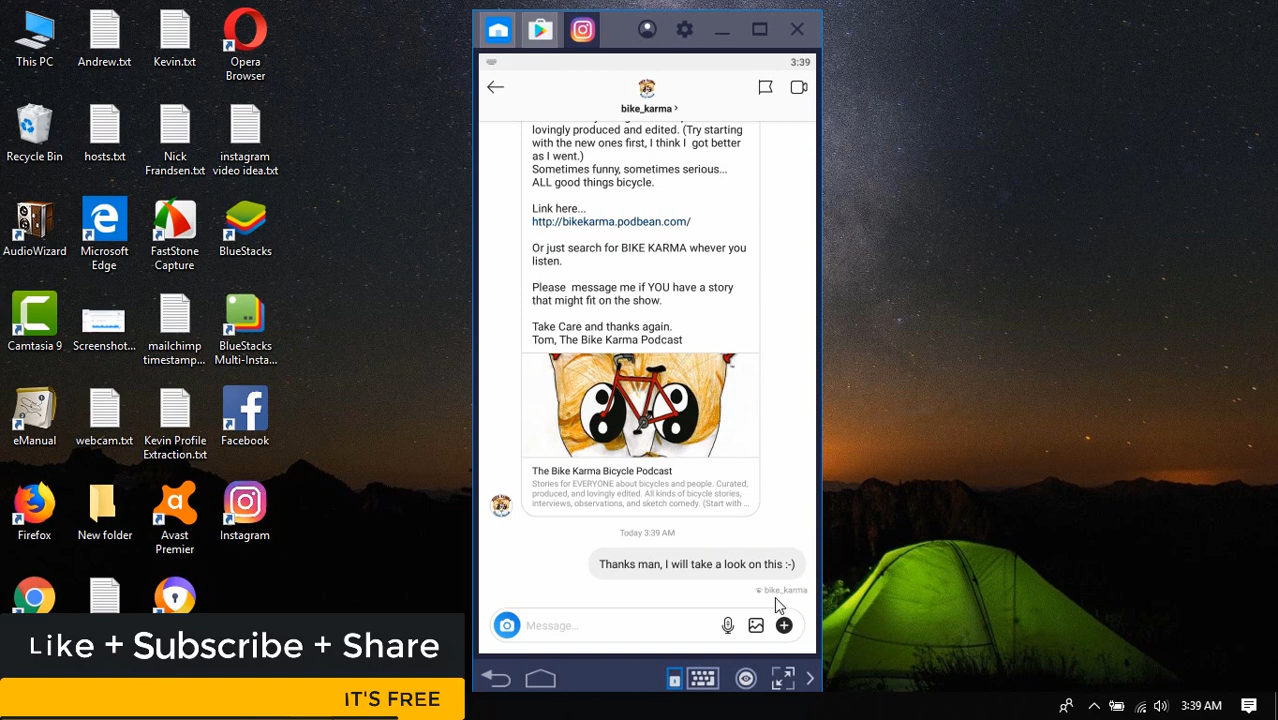 This PC
Andrew.txt
Kevin.txt
Opera
Browser
Recycle Bin
hosts.txt
Nick
Frandsen.txt
instagram
video idea.txt
AudioWizard
Microsoft
Edge
FastStone
Capture
BlueStacks
Camtasia 9
Screenshot...
mailchimp
timestamp...
BlueStacks
Multi-Insta...
eManual
webcam.txt
Kevin Profile
Extraction.txt
Facebook
Firefox
New folder
Avast
Premier
Instagram
Like + Subscribe + Share
IT'S FREE
3:39
bike_karma >
lovingly produced and edited. (Try starting
with the new ones first, I think I got better
as I went.)
Sometimes funny, sometimes serious...
ALL good things bicycle.
Link here...
http://bikekarma.podbean.com/
Or just search for BIKE KARMA whever you
listen.
Please message me if YOU have a story
that might fit on the show.
Take Care and thanks again.
Tom, The Bike Karma Podcast
The Bike Karma Bicycle Podcast
Stories for EVERYONE about bicycles and people. Curated,
produced, and lovingly edited. All kinds of bicycle stories,
interviews, observations, and sketch comedy. (Start with ...
Today 3:39 AM
Thanks man, I will take a look on this :-)
bike_karma
Message...
3:39 AM